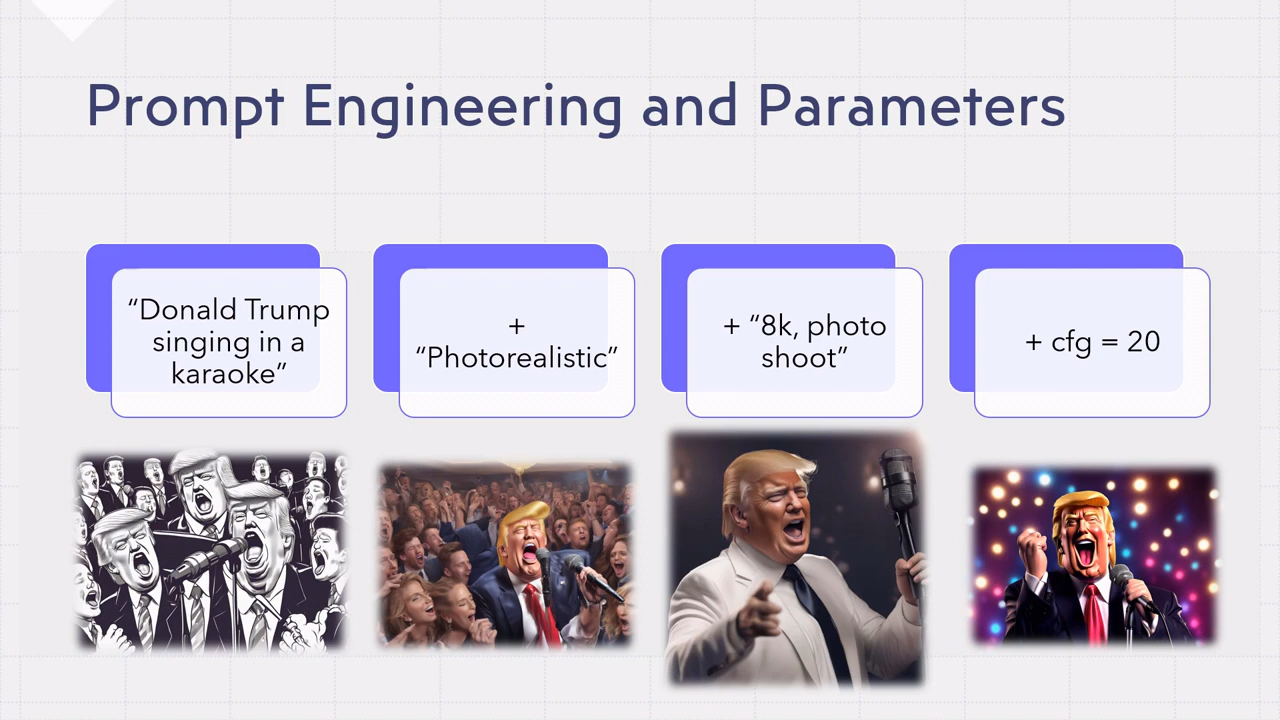 Prompt Engineering and Parameters
“Donald Trump
singing in a
karaoke”
+
“Photorealistic”
+ “8k, photo
shoot”
+ cfg = 20